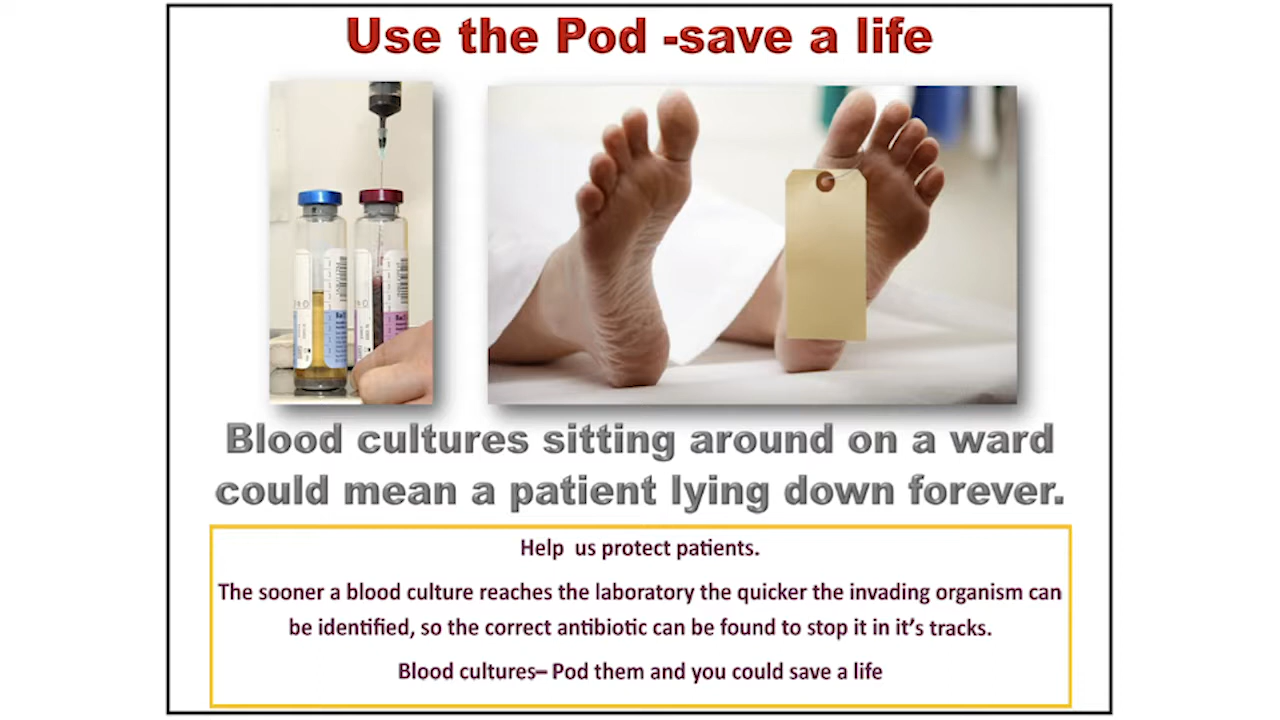 Use the Pod -save a life
Blood cultures sitting around on a ward
could mean a patient lying down forever.
Help us protect patients.
The sooner a blood culture reaches the laboratory the quicker the invading organism can
be identified, so the correct antibiotic can be found to stop it in it's tracks.
Blood cultures– Pod them and you could save a life